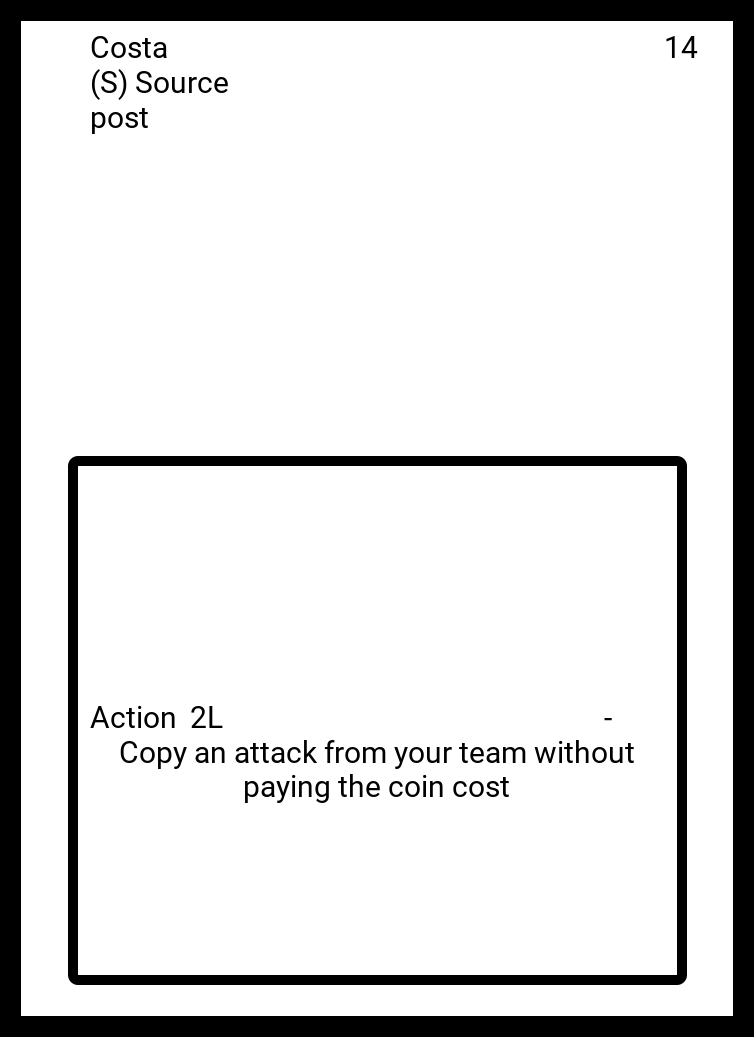 Costa 14
(S) Source
post
Action 2L -
Copy an attack from your team without
paying the coin cost